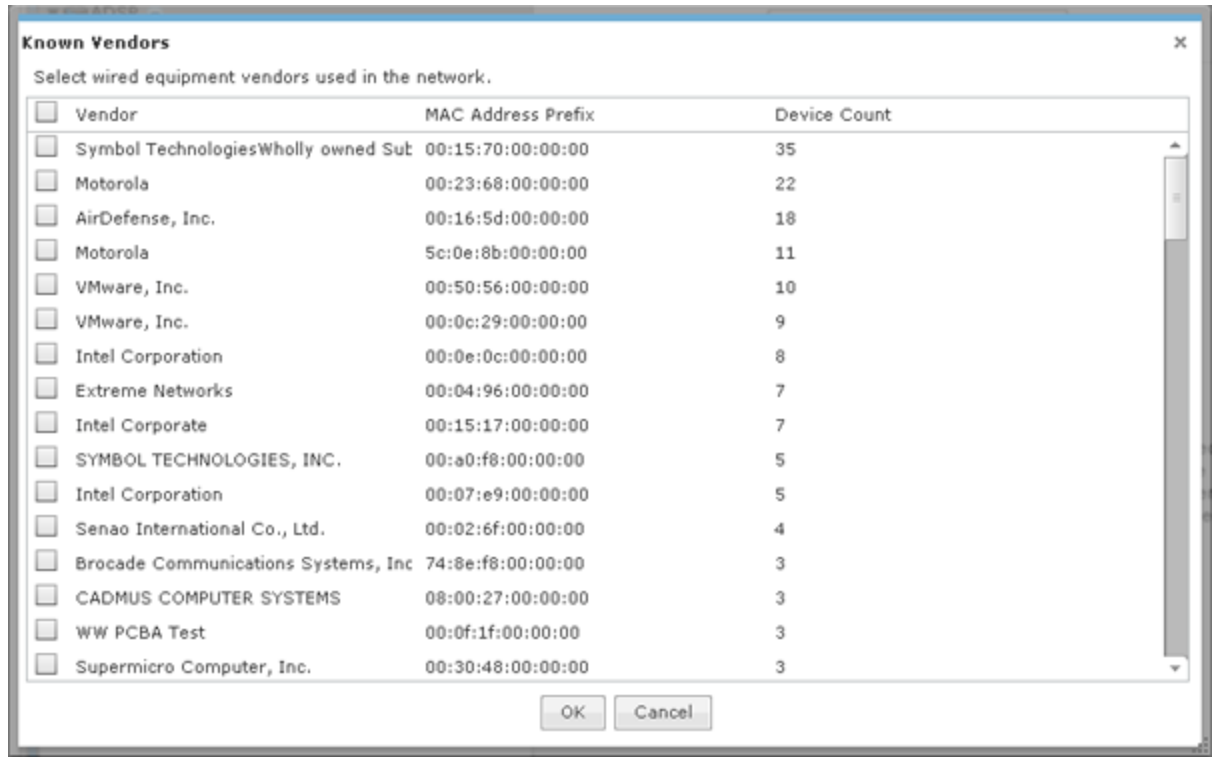 Known Vendors ×
Select wired equipment vendors used in the network.
Vendor MAC Address Prefix Device Count
Symbol TechnologiesWholly owned Sub 00:15:70:00:00:00 35
Motorola 00:23:68:00:00:00 22
AirDefense, Inc. 00:16:5d:00:00:00 18
Motorola 5c:0e:8b:00:00:00 11
VMware, Inc. 00:50:56:00:00:00 10
VMware, Inc. 00:0c:29:00:00:00 9
Intel Corporation 00:0e:0c:00:00:00 8
Extreme Networks 00:04:96:00:00:00 7
Intel Corporate 00:15:17:00:00:00 7
SYMBOL TECHNOLOGIES, INC. 00:a0:f8:00:00:00 5
Intel Corporation 00:07:e9:00:00:00 5
Senao International Co., Ltd. 00:02:6f:00:00:00 4
Brocade Communications Systems, Inc 74:8e:f8:00:00:00 3
CADMUS COMPUTER SYSTEMS 08:00:27:00:00:00 3
WW PCBA Test 00:0f:1f:00:00:00 3
Supermicro Computer, Inc. 00:30:48:00:00:00 3
OK Cancel